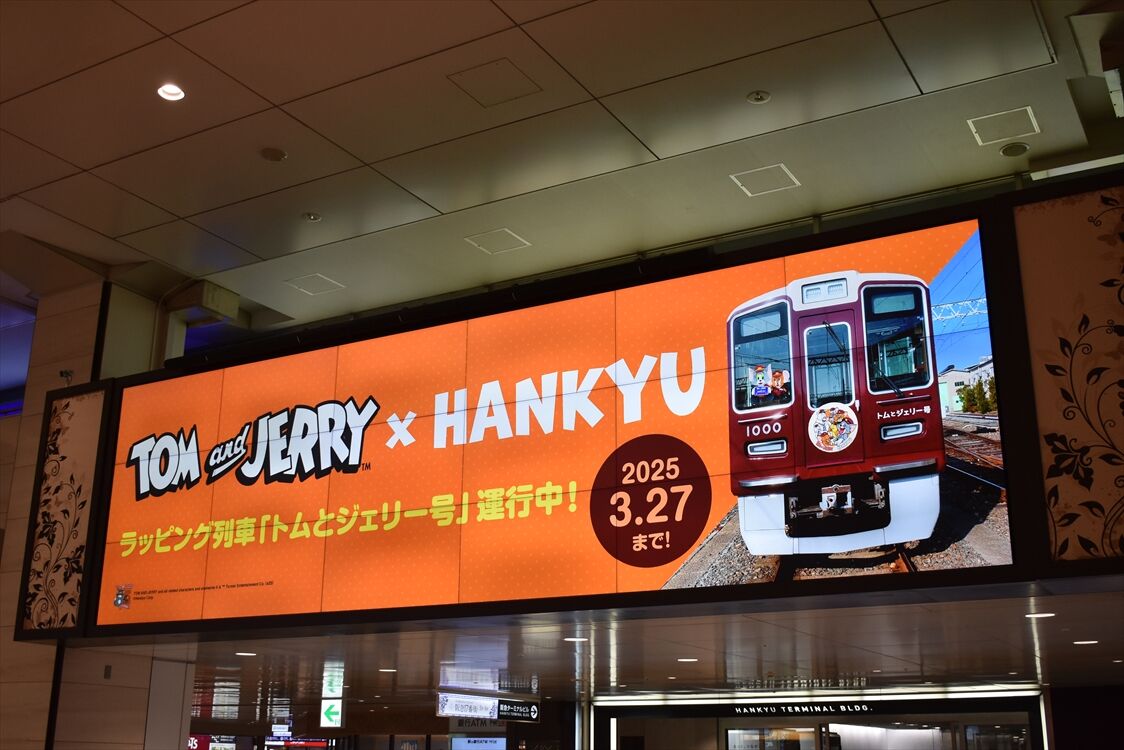 TOM and JERRY™ × HANKYU
ラッピング列車「トムとジェリー号」運行中！
2025
3.27
まで!
1000
トムとジェリー号
HANKYU TERMINAL BLDG.